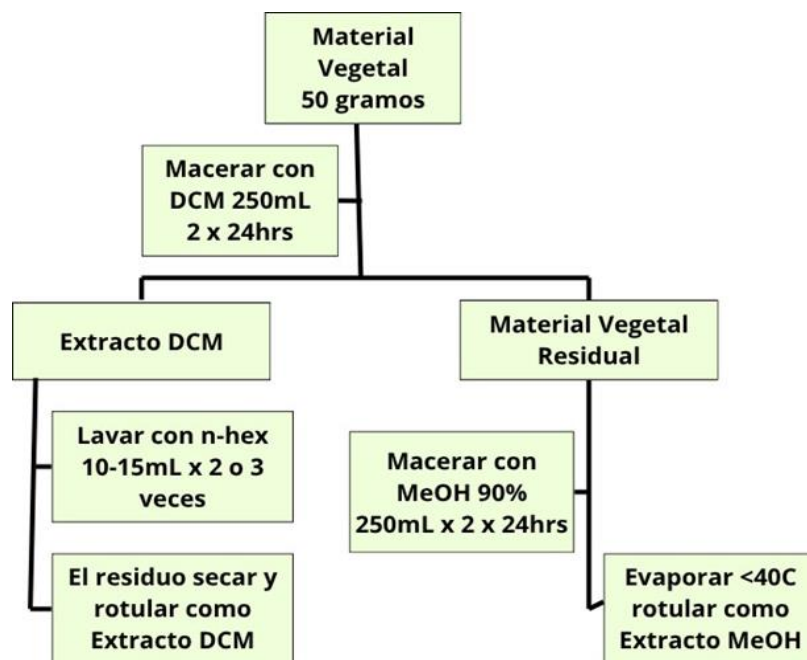 Material
Vegetal
50 gramos
Macerar con
DCM 250mL
2 x 24hrs
Extracto DCM
Material Vegetal
Residual
Lavar con n-hex
10-15mL x 2 o 3
veces
Macerar con
MeOH 90%
250mL x 2 x 24hrs
El residuo secar y
rotular como
Extracto DCM
Evaporar <40C
rotular como
Extracto MeOH